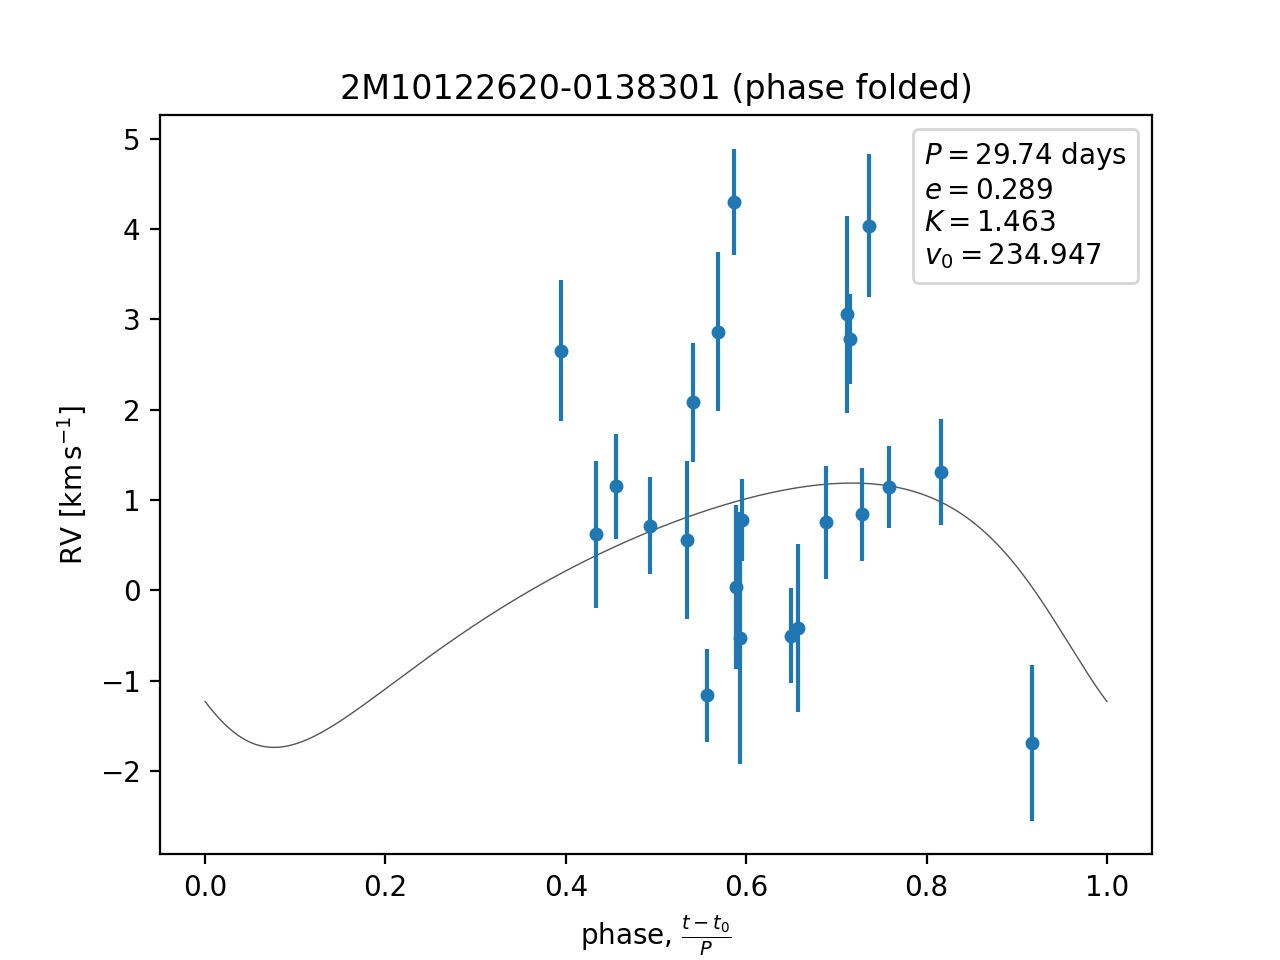 2M10122620-0138301 (phase folded)
P = 29.74 days
e = 0.289
K = 1.463
v₀ = 234.947
RV [km s⁻¹]
5
4
3
2
1
0
−1
−2
0.0 0.2 0.4 0.6 0.8 1.0
phase, (t − t₀)/P